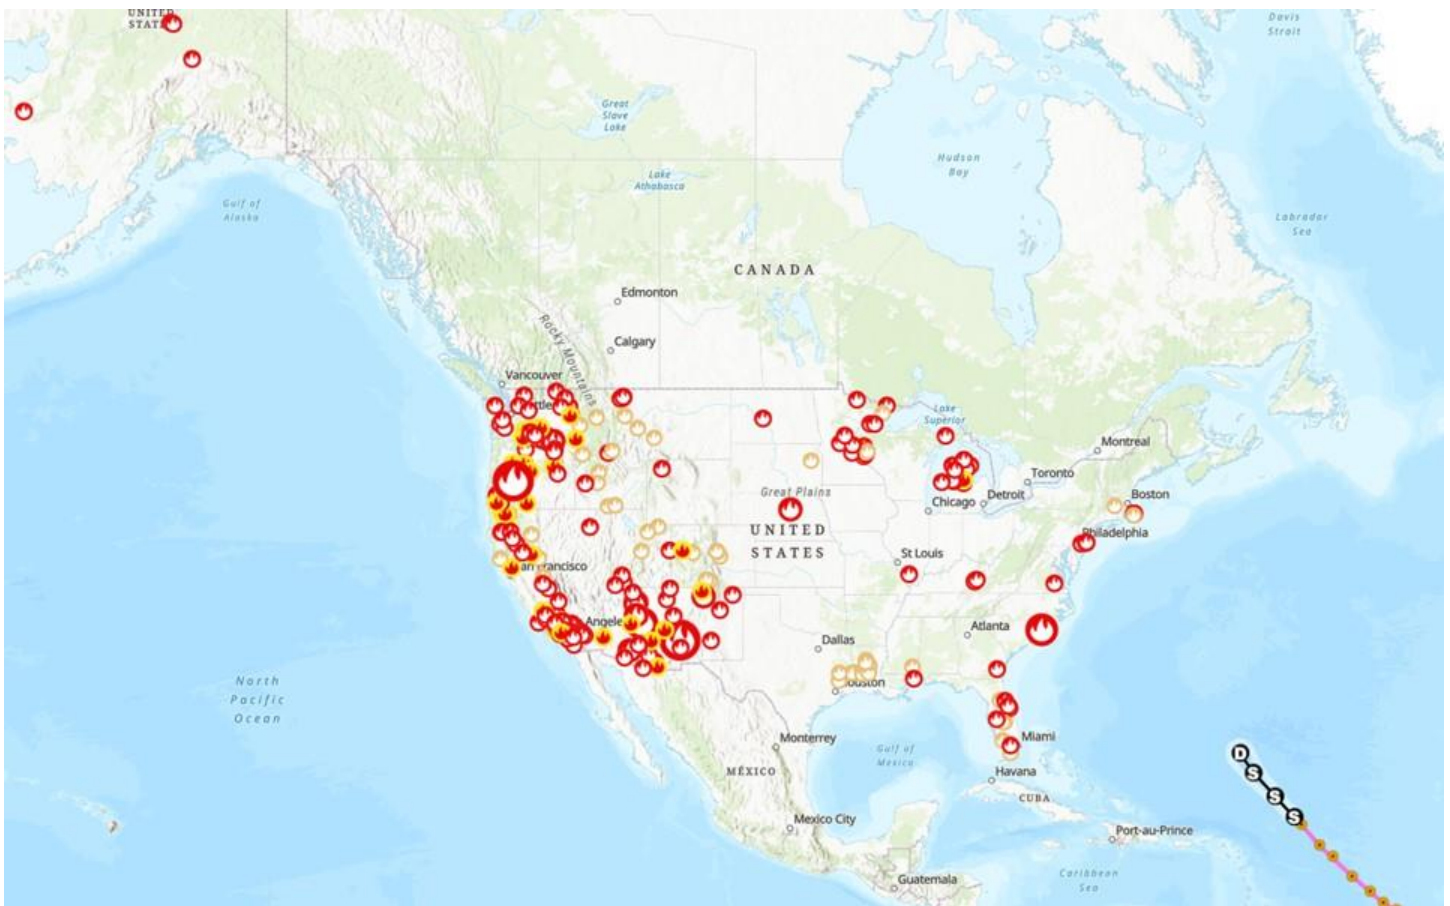 UNITED
Davis
Strait
Great
Slave
Lake
Hudson
Bay
Lake
Athabasca
Gulf of
Alaska
Labrador
Sea
CANADA
Edmonton
Rocky Mountains
Calgary
Vancouver
Lake
Superior
Montreal
Toronto
Great Plains
Boston
Chicago
Detroit
UNITED
STATES
Philadelphia
St Louis
Atlanta
Dallas
North
Pacific
Ocean
Monterrey
Miami
Gulf of
Mexico
MÉXICO
Havana
CUBA
D
S
S
S
Mexico City
Port-au-Prince
Caribbean
Sea
Guatemala